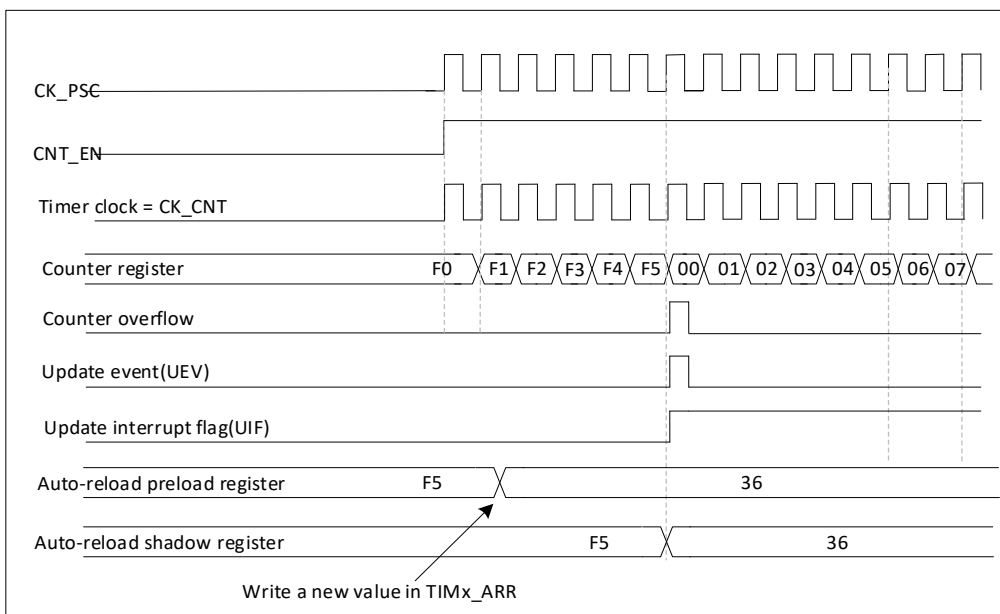 CK_PSC
CNT_EN
Timer clock = CK_CNT
Counter register F0 F1 F2 F3 F4 F5 00 01 02 03 04 05 06 07
Counter overflow
Update event(UEV)
Update interrupt flag(UIF)
Auto-reload preload register F5 36
Auto-reload shadow register F5 36
Write a new value in TIMx_ARR